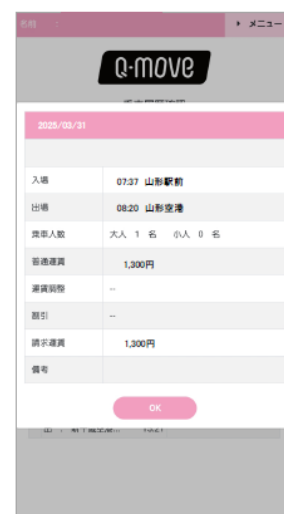 名前 :
▶ メニュー
Q-move
2025/03/31
入場 07:37 山形駅前
出場 08:20 山形空港
乗車人数 大人 1 名 小人 0 名
普通運賃 1,300円
運賃調整 --
割引 --
請求運賃 1,300円
備考
OK